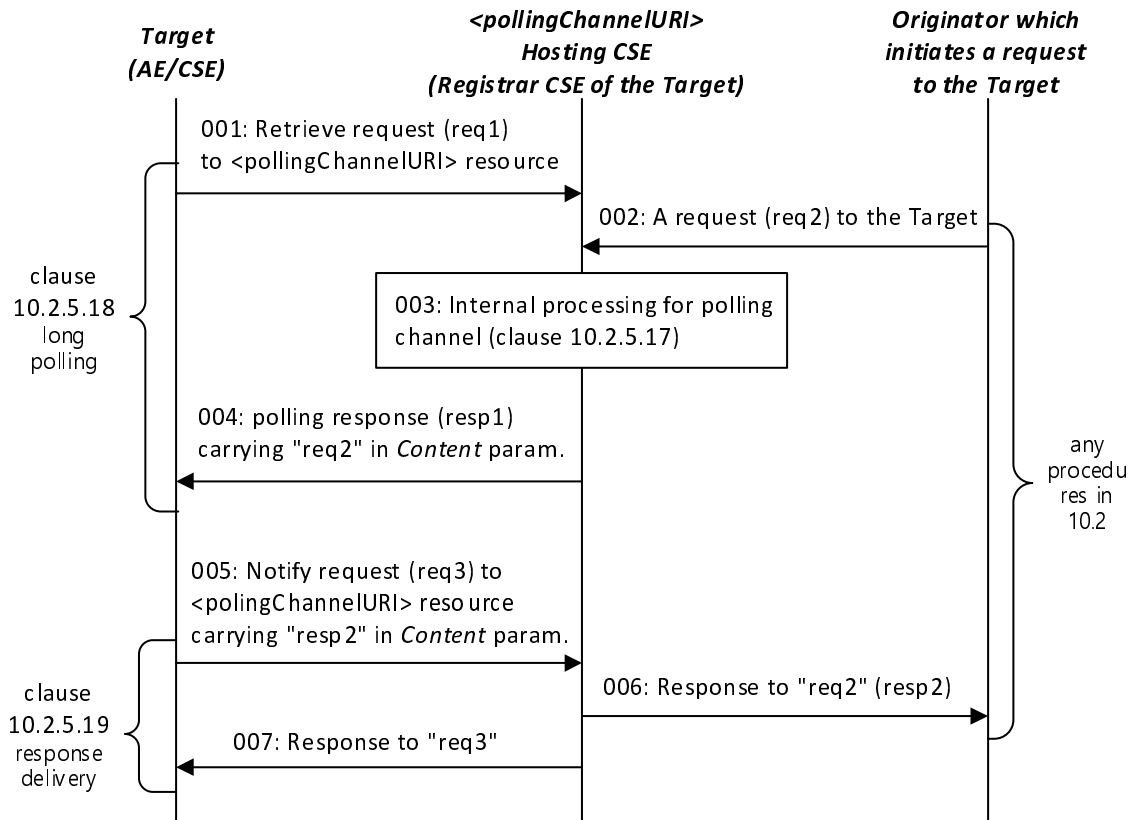 Target
(AE/CSE)
<pollingChannelURI>
Hosting CSE
(Registrar CSE of the Target)
Originator which
initiates a request
to the Target
001: Retrieve request (req1)
to <pollingChannelURI> resource
002: A request (req2) to the Target
clause
10.2.5.18
long
polling
003: Internal processing for polling
channel (clause 10.2.5.17)
004: polling response (resp1)
carrying "req2" in Content param.
any
procedu
res in
10.2
005: Notify request (req3) to
<polingChannelURI> resource
carrying "resp2" in Content param.
006: Response to "req2" (resp2)
clause
10.2.5.19
response
delivery
007: Response to "req3"